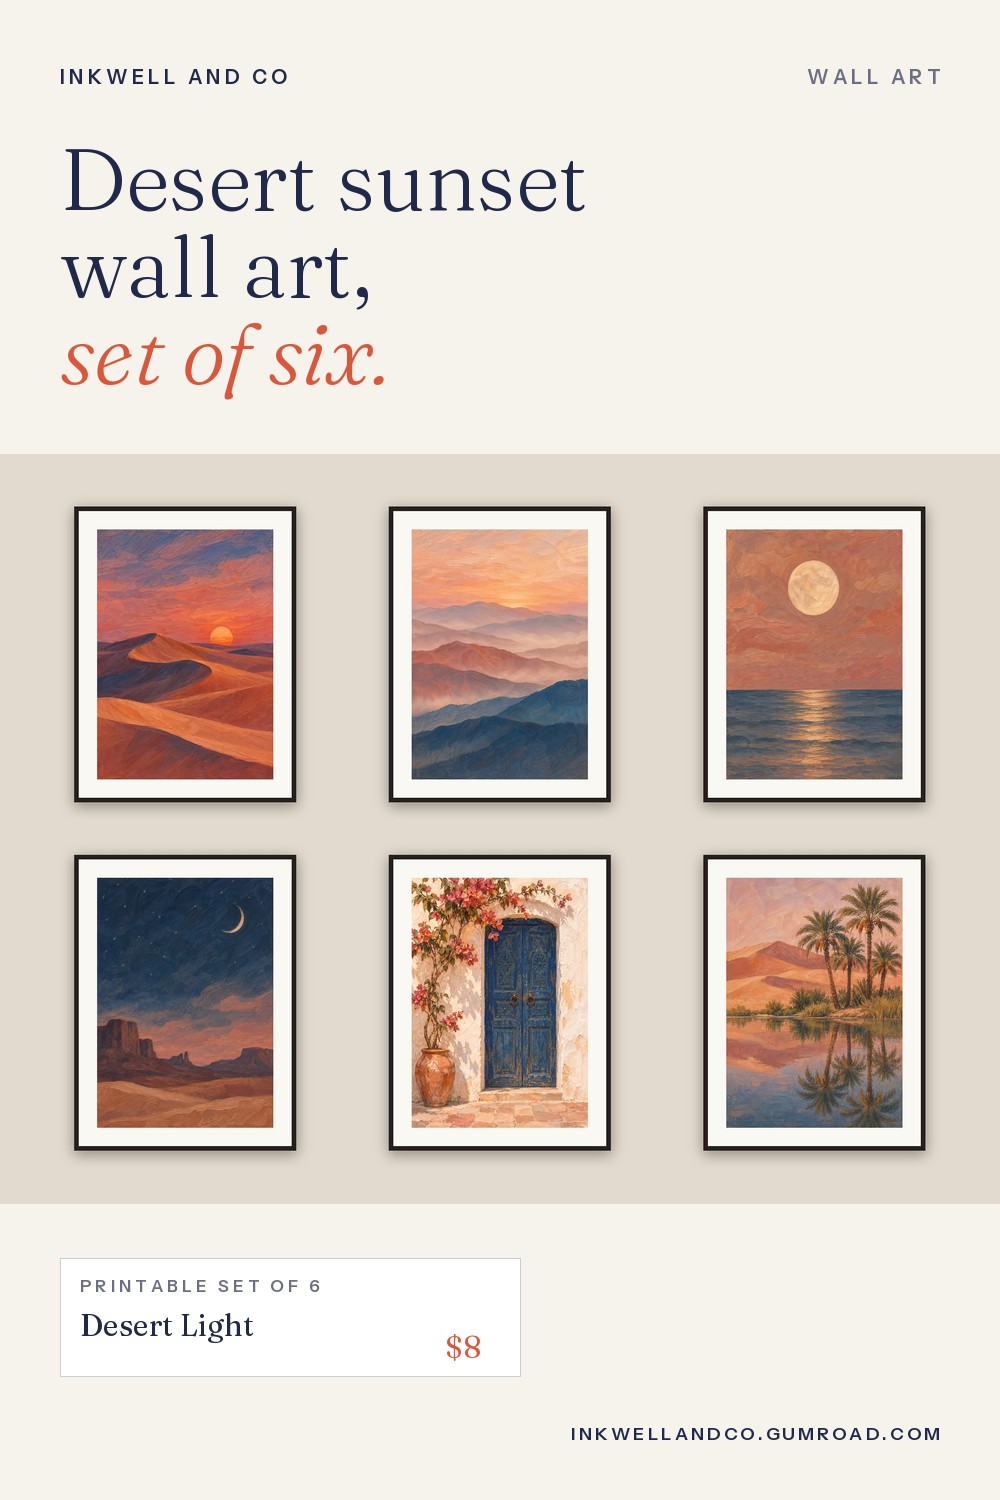 INKWELL AND CO
WALL ART
Desert sunset
wall art,
set of six.
PRINTABLE SET OF 6
Desert Light
$8
INKWELLANDCO.GUMROAD.COM